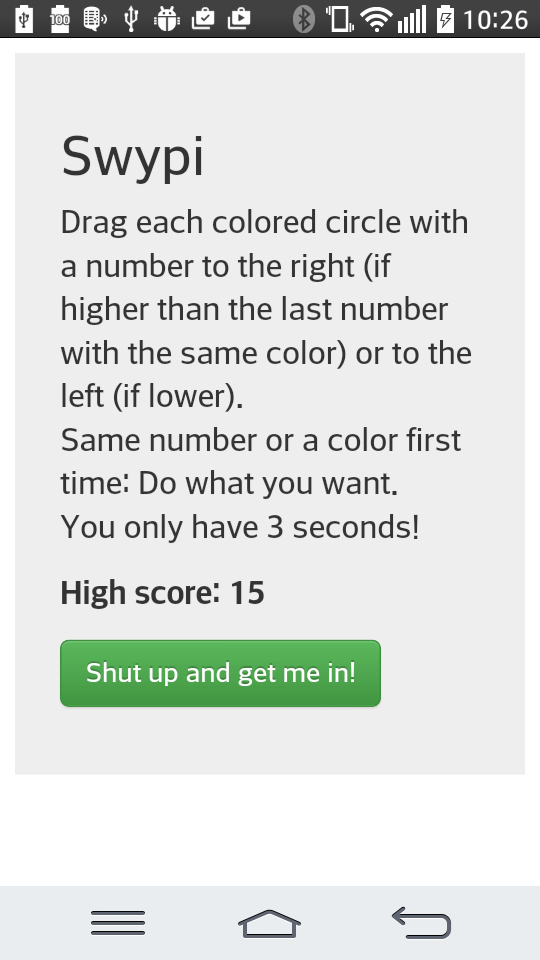 100
10:26
Swypi
Drag each colored circle with
a number to the right (if
higher than the last number
with the same color) or to the
left (if lower).
Same number or a color first
time: Do what you want.
You only have 3 seconds!
High score: 15
Shut up and get me in!